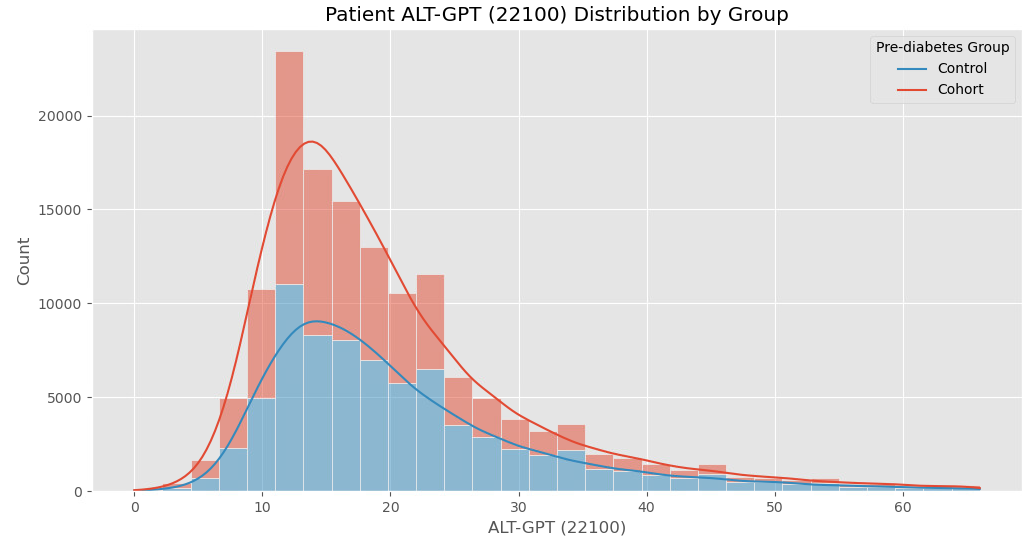 Patient ALT-GPT (22100) Distribution by Group
Pre-diabetes Group
Control
Cohort
Count
20000
15000
10000
5000
0
0 10 20 30 40 50 60
ALT-GPT (22100)